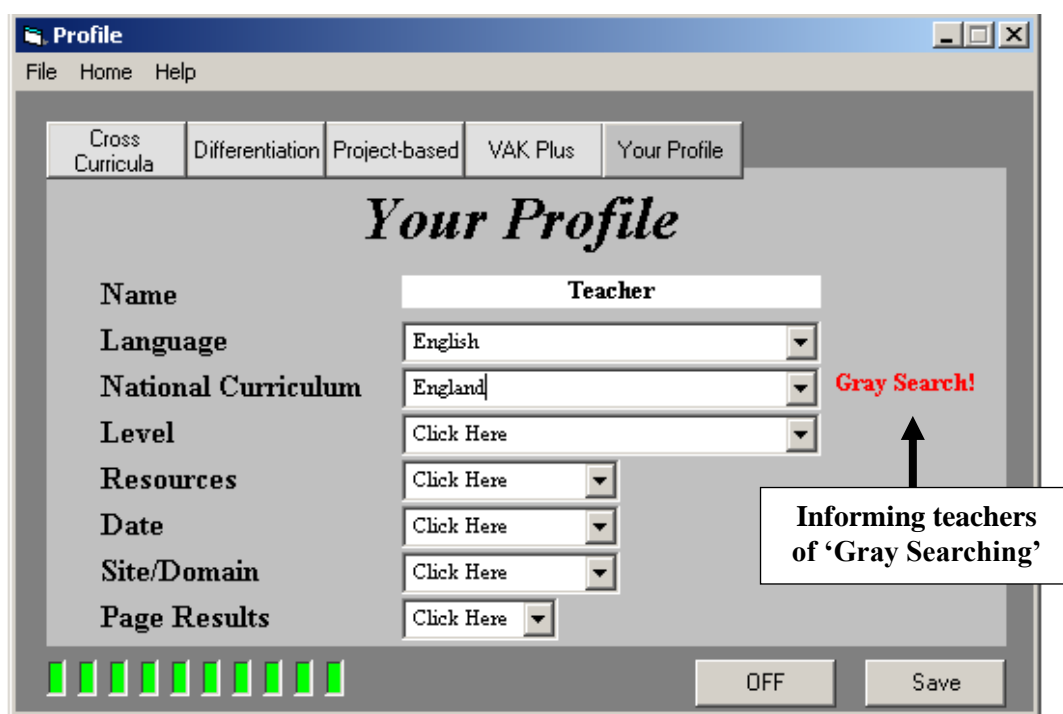 Profile
File Home Help
Cross Curricula Differentiation Project-based VAK Plus Your Profile
Your Profile
Name Teacher
Language English
National Curriculum England Gray Search!
Level Click Here
Resources Click Here
Date Click Here
Site/Domain Click Here
Page Results Click Here
Informing teachers
of ‘Gray Searching’
OFF Save